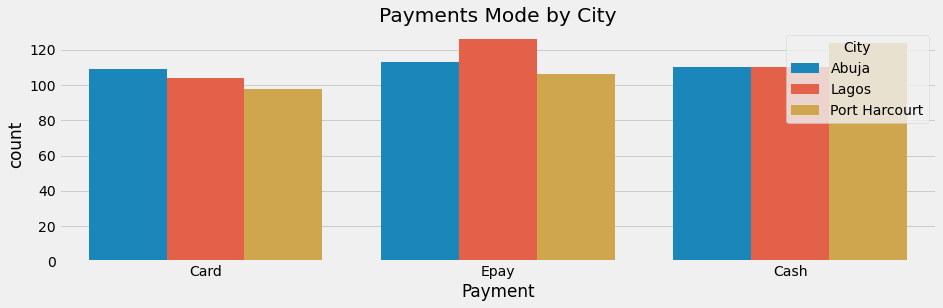 Payments Mode by City
count
120
100
80
60
40
20
0
City
Abuja
Lagos
Port Harcourt
Card Epay Cash
Payment